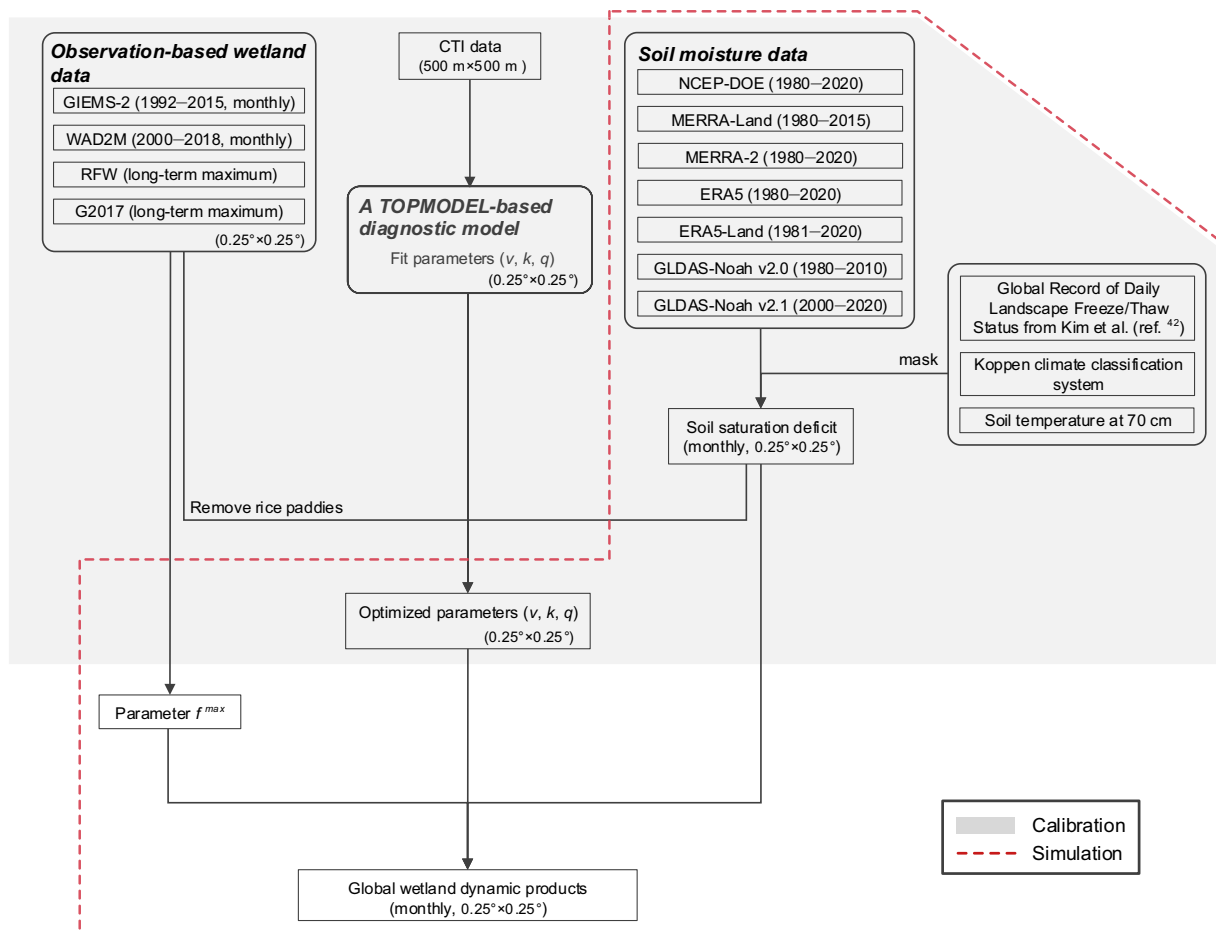 Observation-based wetland
data
GIEMS-2 (1992–2015, monthly)
WAD2M (2000–2018, monthly)
RFW (long-term maximum)
G2017 (long-term maximum)
(0.25°×0.25°)
CTI data
(500 m×500 m )
A TOPMODEL-based
diagnostic model
Fit parameters (v, k, q)
(0.25°×0.25°)
Soil moisture data
NCEP-DOE (1980–2020)
MERRA-Land (1980–2015)
MERRA-2 (1980–2020)
ERA5 (1980–2020)
ERA5-Land (1981–2020)
GLDAS-Noah v2.0 (1980–2010)
GLDAS-Noah v2.1 (2000–2020)
Global Record of Daily
Landscape Freeze/Thaw
Status from Kim et al. (ref. 42)
Koppen climate classification
system
Soil temperature at 70 cm
mask
Soil saturation deficit
(monthly, 0.25°×0.25°)
Remove rice paddies
Optimized parameters (v, k, q)
(0.25°×0.25°)
Parameter f max
Global wetland dynamic products
(monthly, 0.25°×0.25°)
Calibration
Simulation